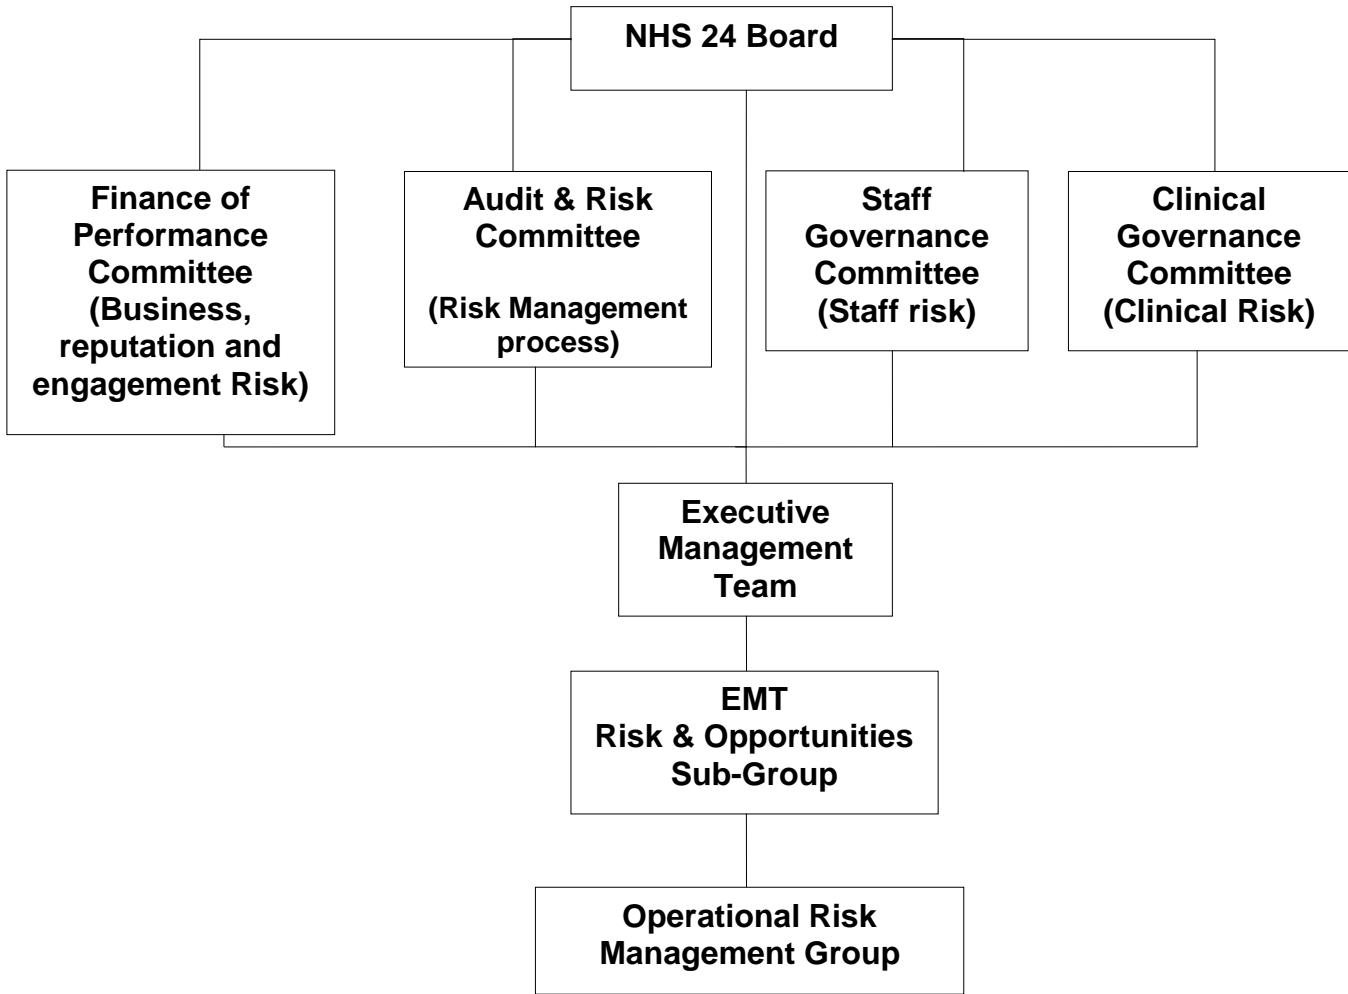 NHS 24 Board
Finance of
Performance
Committee
(Business,
reputation and
engagement Risk)
Audit & Risk
Committee
(Risk Management
process)
Staff
Governance
Committee
(Staff risk)
Clinical
Governance
Committee
(Clinical Risk)
Executive
Management
Team
EMT
Risk & Opportunities
Sub-Group
Operational Risk
Management Group